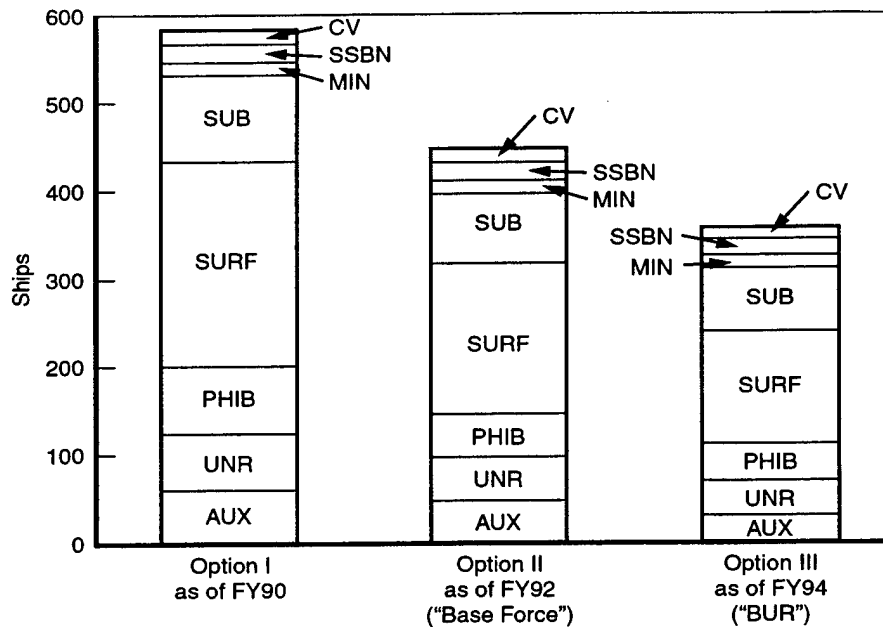 600
500
400
300
200
100
0
Ships
CV
SSBN
MIN
SUB
SURF
PHIB
UNR
AUX
Option I
as of FY90
CV
SSBN
MIN
SUB
SURF
PHIB
UNR
AUX
Option II
as of FY92
(“Base Force”)
CV
SSBN
MIN
SUB
SURF
PHIB
UNR
AUX
Option III
as of FY94
(“BUR”)